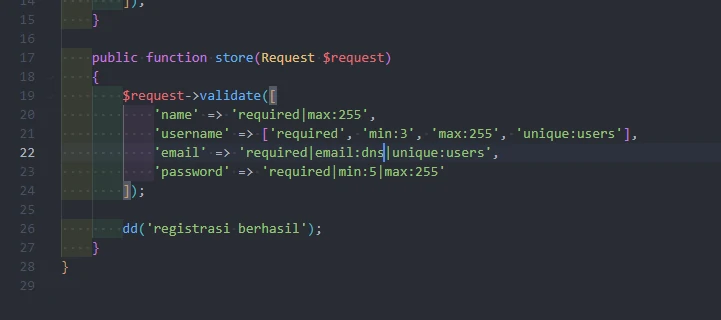 14 ]);
15 }
16
17 public function store(Request $request)
18 {
19 $request->validate([
20 'name' => 'required|max:255',
21 'username' => ['required', 'min:3', 'max:255', 'unique:users'],
22 'email' => 'required|email:dns|unique:users',
23 'password' => 'required|min:5|max:255'
24 ]);
25
26 dd('registrasi berhasil');
27 }
28 }
29